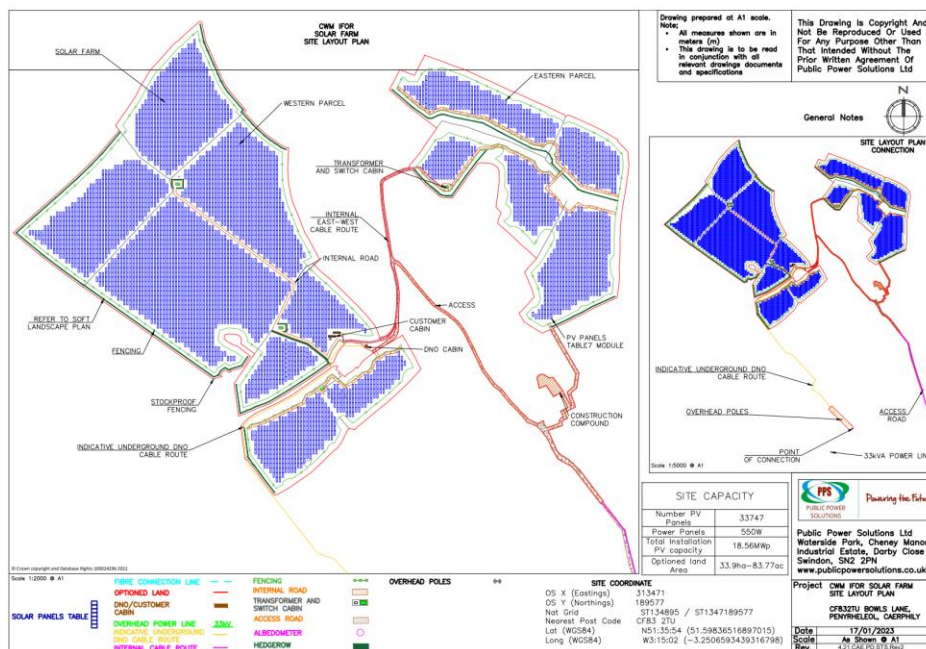 CWM IFOR
SOLAR FARM
SITE LAYOUT PLAN
SOLAR FARM
WESTERN PARCEL
EASTERN PARCEL
TRANSFORMER
AND SWITCH CABIN
INTERNAL
EAST-WEST
CABLE ROUTE
INTERNAL ROAD
ACCESS
REFER TO SOFT
LANDSCAPE PLAN
FENCING
CUSTOMER
CABIN
DNO CABIN
PV PANELS
TABLE7 MODULE
STOCKPROOF
FENCING
CONSTRUCTION
COMPOUND
INDICATIVE UNDERGROUND DNO
CABLE ROUTE
© Crown copyright and Database Rights
Scale 1:2000 @ A1
Drawing prepared at A1 scale.
Note:
• All measures shown are in
meters (m)
• This drawing is to be read
in conjunction with all
relevant drawings documents
and specifications
This Drawing Is Copyright And
Not Be Reproduced Or Used
For Any Purpose Other Than
That Intended Without The
Prior Written Agreement Of
Public Power Solutions Ltd
General Notes
N
SITE LAYOUT PLAN
CONNECTION
INDICATIVE UNDERGROUND DNO
CABLE ROUTE
OVERHEAD POLES
ACCESS
ROAD
POINT
OF CONNECTION
33kVA POWER LIN
Scale 1:5000 @ A1
SITE CAPACITY
Number PV
Panels
33747
Power Panels
550W
Total Installation
PV capacity
18.56MWp
Optioned land
Area
33.9ha-83.77ac
PPS
PUBLIC POWER
SOLUTIONS
Powering the Futu
Public Power Solutions Ltd
Waterside Park, Cheney Mano
Industrial Estate, Darby Close
Swindon, SN2 2PN
www.publicpowersolutions.co.uk
Project CWM IFOR SOLAR FARM
SITE LAYOUT PLAN
CF832TU BOWLS LANE,
PENYRHELEOL, CAERPHILY
Date 17/01/2023
Scale As Shown @ A1
Rev
SOLAR PANELS TABLE
FIBRE CONNECTION LINE
OPTIONED LAND
DNO/CUSTOMER
CABIN
OVERHEAD POWER LINE 33kV
INDICATIVE UNDERGROUND
DNO CABLE ROUTE
INTERNAL CABLE ROUTE
FENCING
INTERNAL ROAD
TRANSFORMER AND
SWITCH CABIN
ACCESS ROAD
ALBEDOMETER
HEDGEROW
OVERHEAD POLES
SITE COORDINATE
OS X (Eastings) 313471
OS Y (Northings) 189577
Nat Grid ST134895 / ST1347189577
Nearest Post Code CF83 2TU
Lat (WGS84) N51:35:54 (51.598365516897015)
Long (WGS84) W3:15:02 (-3.2506593439316798)